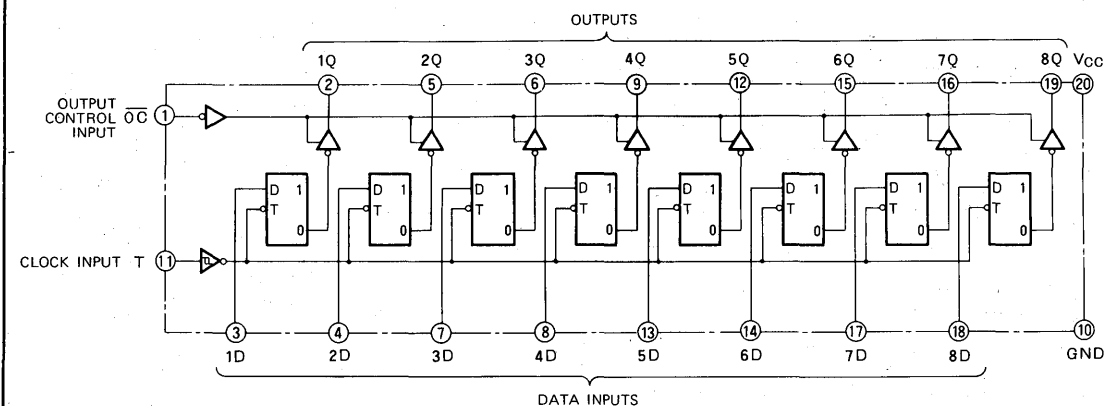 OUTPUTS
1Q 2Q 3Q 4Q 5Q 6Q 7Q 8Q VCC
2 5 6 9 12 15 16 19 20
OUTPUT
CONTROL OC 1
INPUT
D 1 D 1 D 1 D 1 D 1 D 1 D 1 D 1
T T T T T T T T
0 0 0 0 0 0 0 0
CLOCK INPUT T 11
3 4 7 8 13 14 17 18 10
1D 2D 3D 4D 5D 6D 7D 8D GND
DATA INPUTS